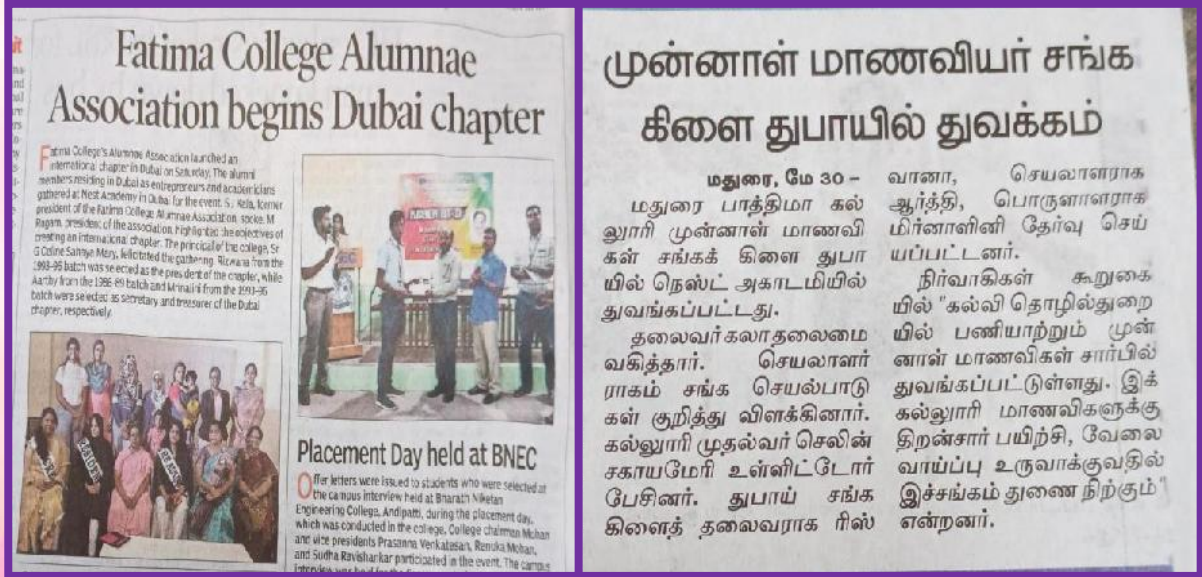 Fatima College Alumnae
Association begins Dubai chapter
Fatima College's Alumnae Association launched an
international chapter in Dubai on Saturday. The alumni
members residing in Dubai as entrepreneurs and academicians
gathered at Nest Academy in Dubai for the event. S. Kela, former
president of the Fatima College Alumnae Association, spoke. M
Ragam, president of the association, highlighted the objectives of
creating an international chapter. The principal of the college, Sr
G Celine Sahaya Mary, felicitated the gathering. Rizwana from the
1993-96 batch was selected as the president of the chapter, while
Aarthy from the 1986-89 batch and Mrinalini from the 1993-96
batch were selected as secretary and treasurer of the Dubai
chapter, respectively.
Placement Day held at BNEC
Offer letters were issued to students who were selected at
the campus interview held at Bharath Niketan
Engineering College, Andipatti, during the placement day,
which was conducted in the college. College chairman Mohan
and vice presidents Prasanna Venkatesan, Renuka Mohan,
and Sudha Ravishankar participated in the event. The campus
முன்னாள் மாணவியர் சங்க
கிளை துபாயில் துவக்கம்
மதுரை, மே 30 –
மதுரை பாத்திமா கல்
லூரி முன்னாள் மாணவி
கள் சங்கக் கிளை துபா
யில் நெஸ்ட் அகாடமியில்
துவங்கப்பட்டது.
தலைவர்கலாதலைமை
வகித்தார். செயலாளர்
ராகம் சங்க செயல்பாடு
கள் குறித்து விளக்கினார்.
கல்லூரி முதல்வர் செலின்
சகாயமேரி உள்ளிட்டோர்
பேசினர். துபாய் சங்க
கிளைத் தலைவராக ரிஸ்
வானா, செயலாளராக
ஆர்த்தி, பொருளாளராக
மிர்னாளினி தேர்வு செய்
யப்பட்டனர்.
நிர்வாகிகள் கூறுகை
யில் "கல்வி தொழில்துறை
யில் பணியாற்றும் முன்
னாள் மாணவிகள் சார்பில்
துவங்கப்பட்டுள்ளது. இக்
கல்லூரி மாணவிகளுக்கு
திறன்சார் பயிற்சி, வேலை
வாய்ப்பு உருவாக்குவதில்
இச்சங்கம் துணை நிற்கும்"
என்றனர்.